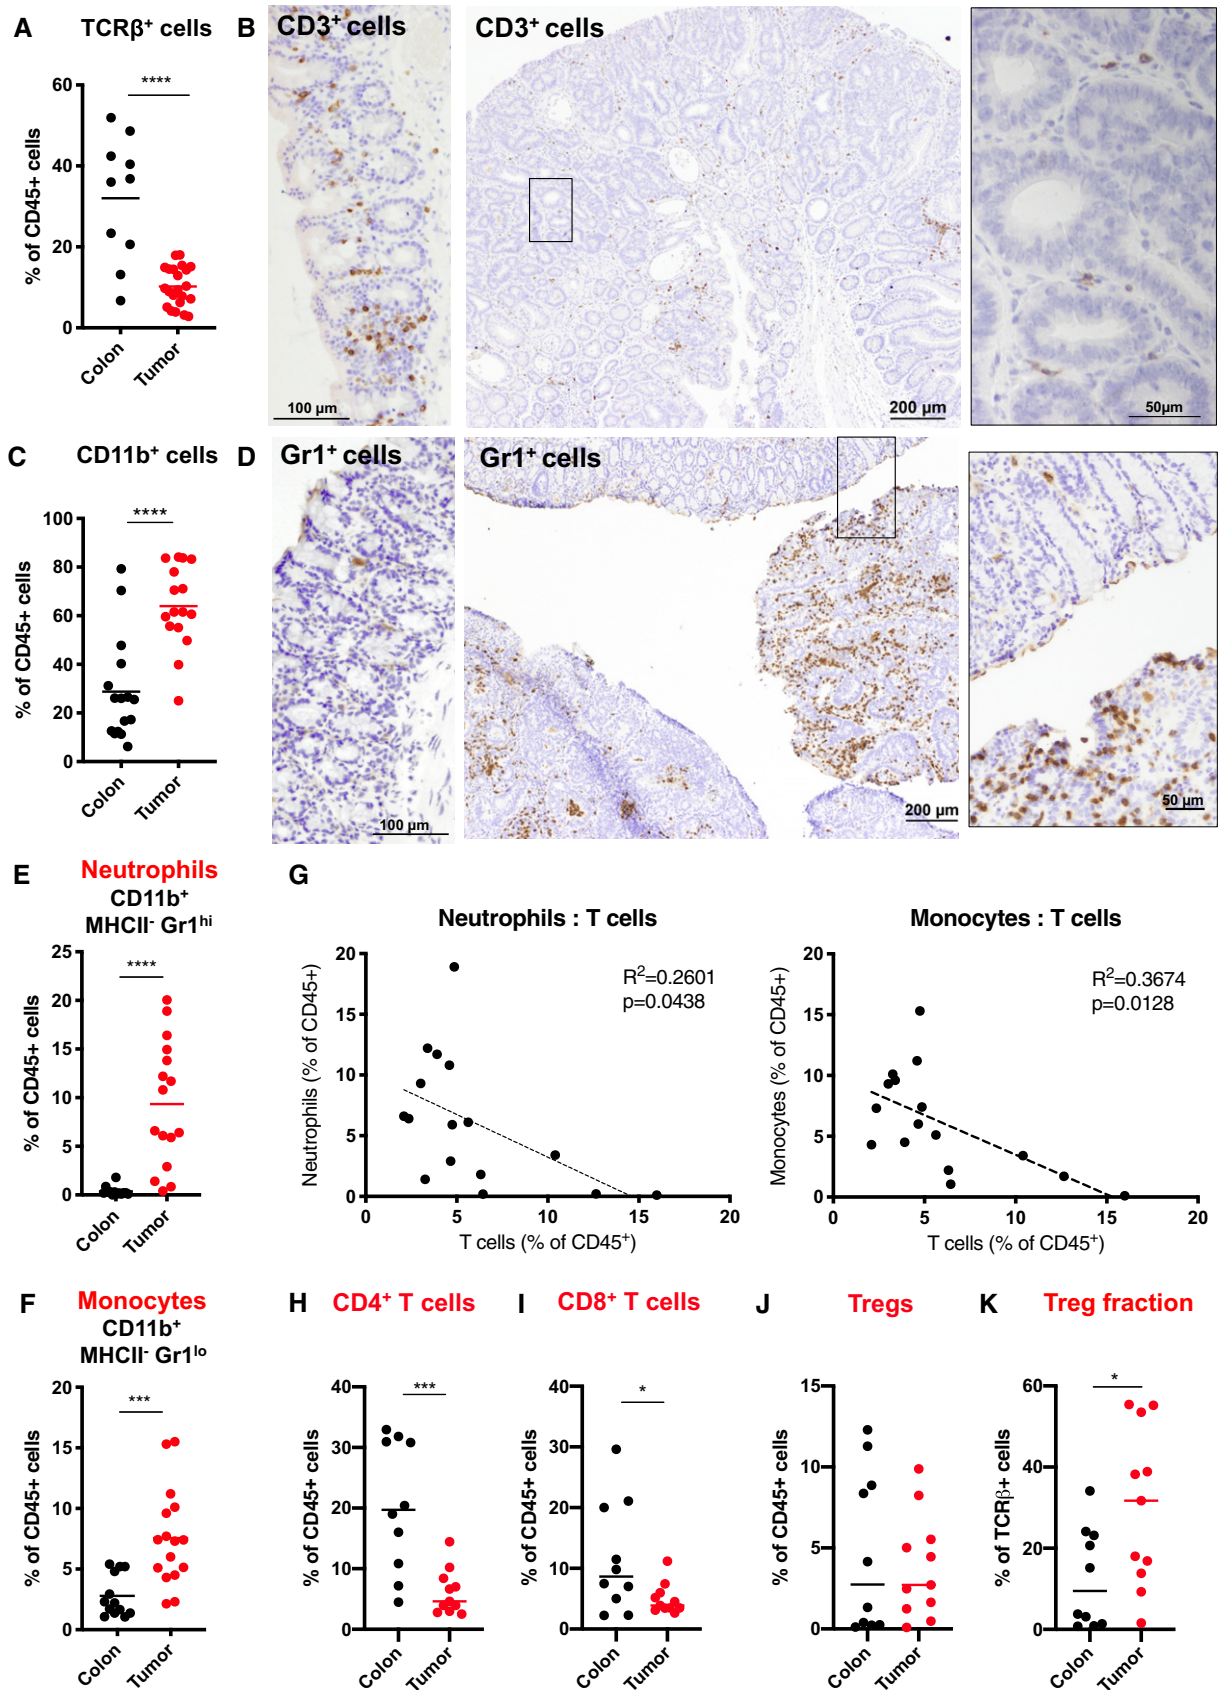 A
TCRβ⁺ cells
% of CD45+ cells
60
40
20
0
****
Colon
Tumor
B
CD3⁺ cells
100 µm
CD3⁺ cells
200 µm
50µm
C
CD11b⁺ cells
% of CD45+ cells
100
80
60
40
20
0
****
Colon
Tumor
D
Gr1⁺ cells
100 µm
Gr1⁺ cells
200 µm
50 µm
E
Neutrophils
CD11b⁺
MHCII⁻ Gr1ʰⁱ
% of CD45+ cells
25
20
15
10
5
0
****
Colon
Tumor
G
Neutrophils : T cells
Neutrophils (% of CD45+)
20
15
10
5
0
R²=0.2601
p=0.0438
0
5
10
15
20
T cells (% of CD45⁺)
Monocytes : T cells
Monocytes (% of CD45+)
20
15
10
5
0
R²=0.3674
p=0.0128
0
5
10
15
20
T cells (% of CD45⁺)
F
Monocytes
CD11b⁺
MHCII⁻ Gr1ˡᵒ
% of CD45+ cells
20
15
10
5
0
***
Colon
Tumor
H
CD4⁺ T cells
% of CD45+ cells
40
30
20
10
0
***
Colon
Tumor
I
CD8⁺ T cells
% of CD45+ cells
40
30
20
10
0
*
Colon
Tumor
J
Tregs
% of CD45+ cells
15
10
5
0
Colon
Tumor
K
Treg fraction
% of TCRβ+ cells
60
40
20
0
*
Colon
Tumor